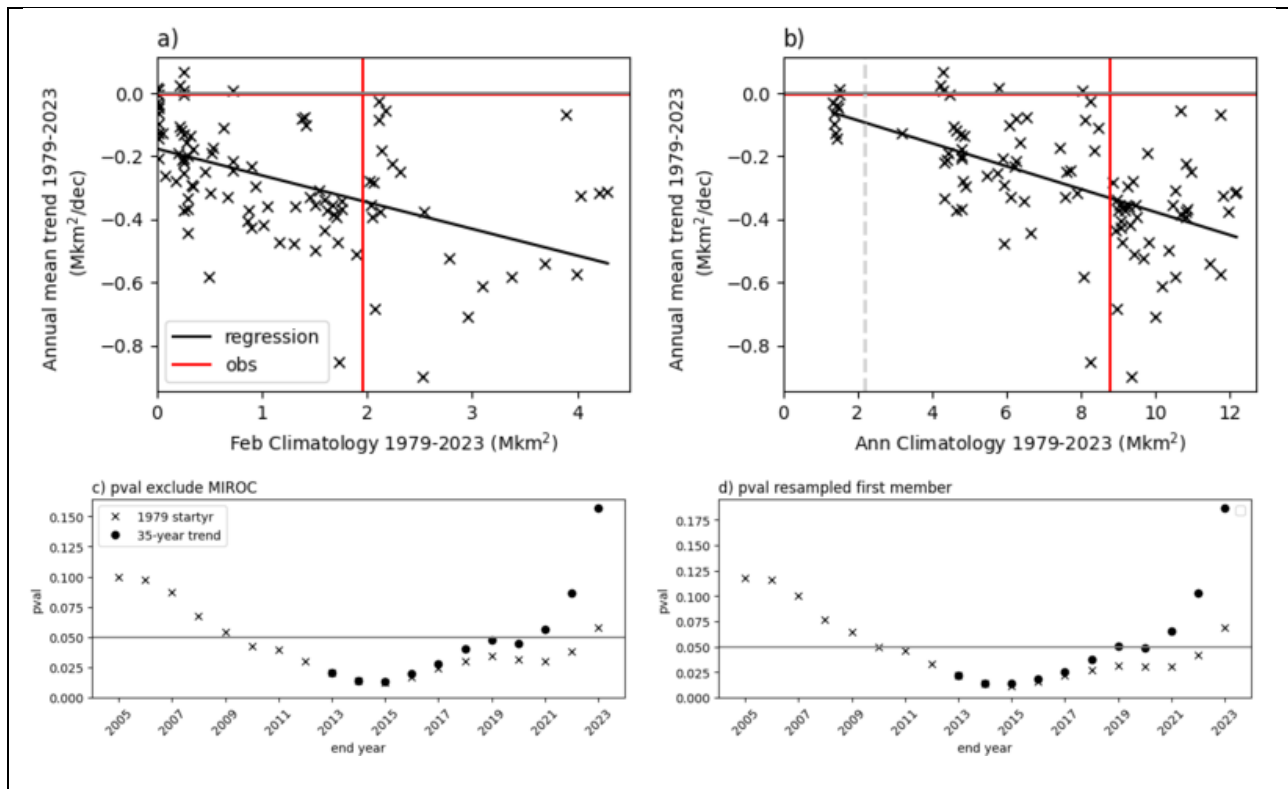 a)
Annual mean trend 1979-2023
(Mkm²/dec)
0.0
−0.2
−0.4
−0.6
−0.8
regression
obs
0 1 2 3 4
Feb Climatology 1979-2023 (Mkm²)
b)
Annual mean trend 1979-2023
(Mkm²/dec)
0.0
−0.2
−0.4
−0.6
−0.8
0 2 4 6 8 10 12
Ann Climatology 1979-2023 (Mkm²)
c) pval exclude MIROC
pval
0.150
0.125
0.100
0.075
0.050
0.025
0.000
1979 startyr
35-year trend
2005 2007 2009 2011 2013 2015 2017 2019 2021 2023
end year
d) pval resampled first member
pval
0.175
0.150
0.125
0.100
0.075
0.050
0.025
0.000
2005 2007 2009 2011 2013 2015 2017 2019 2021 2023
end year